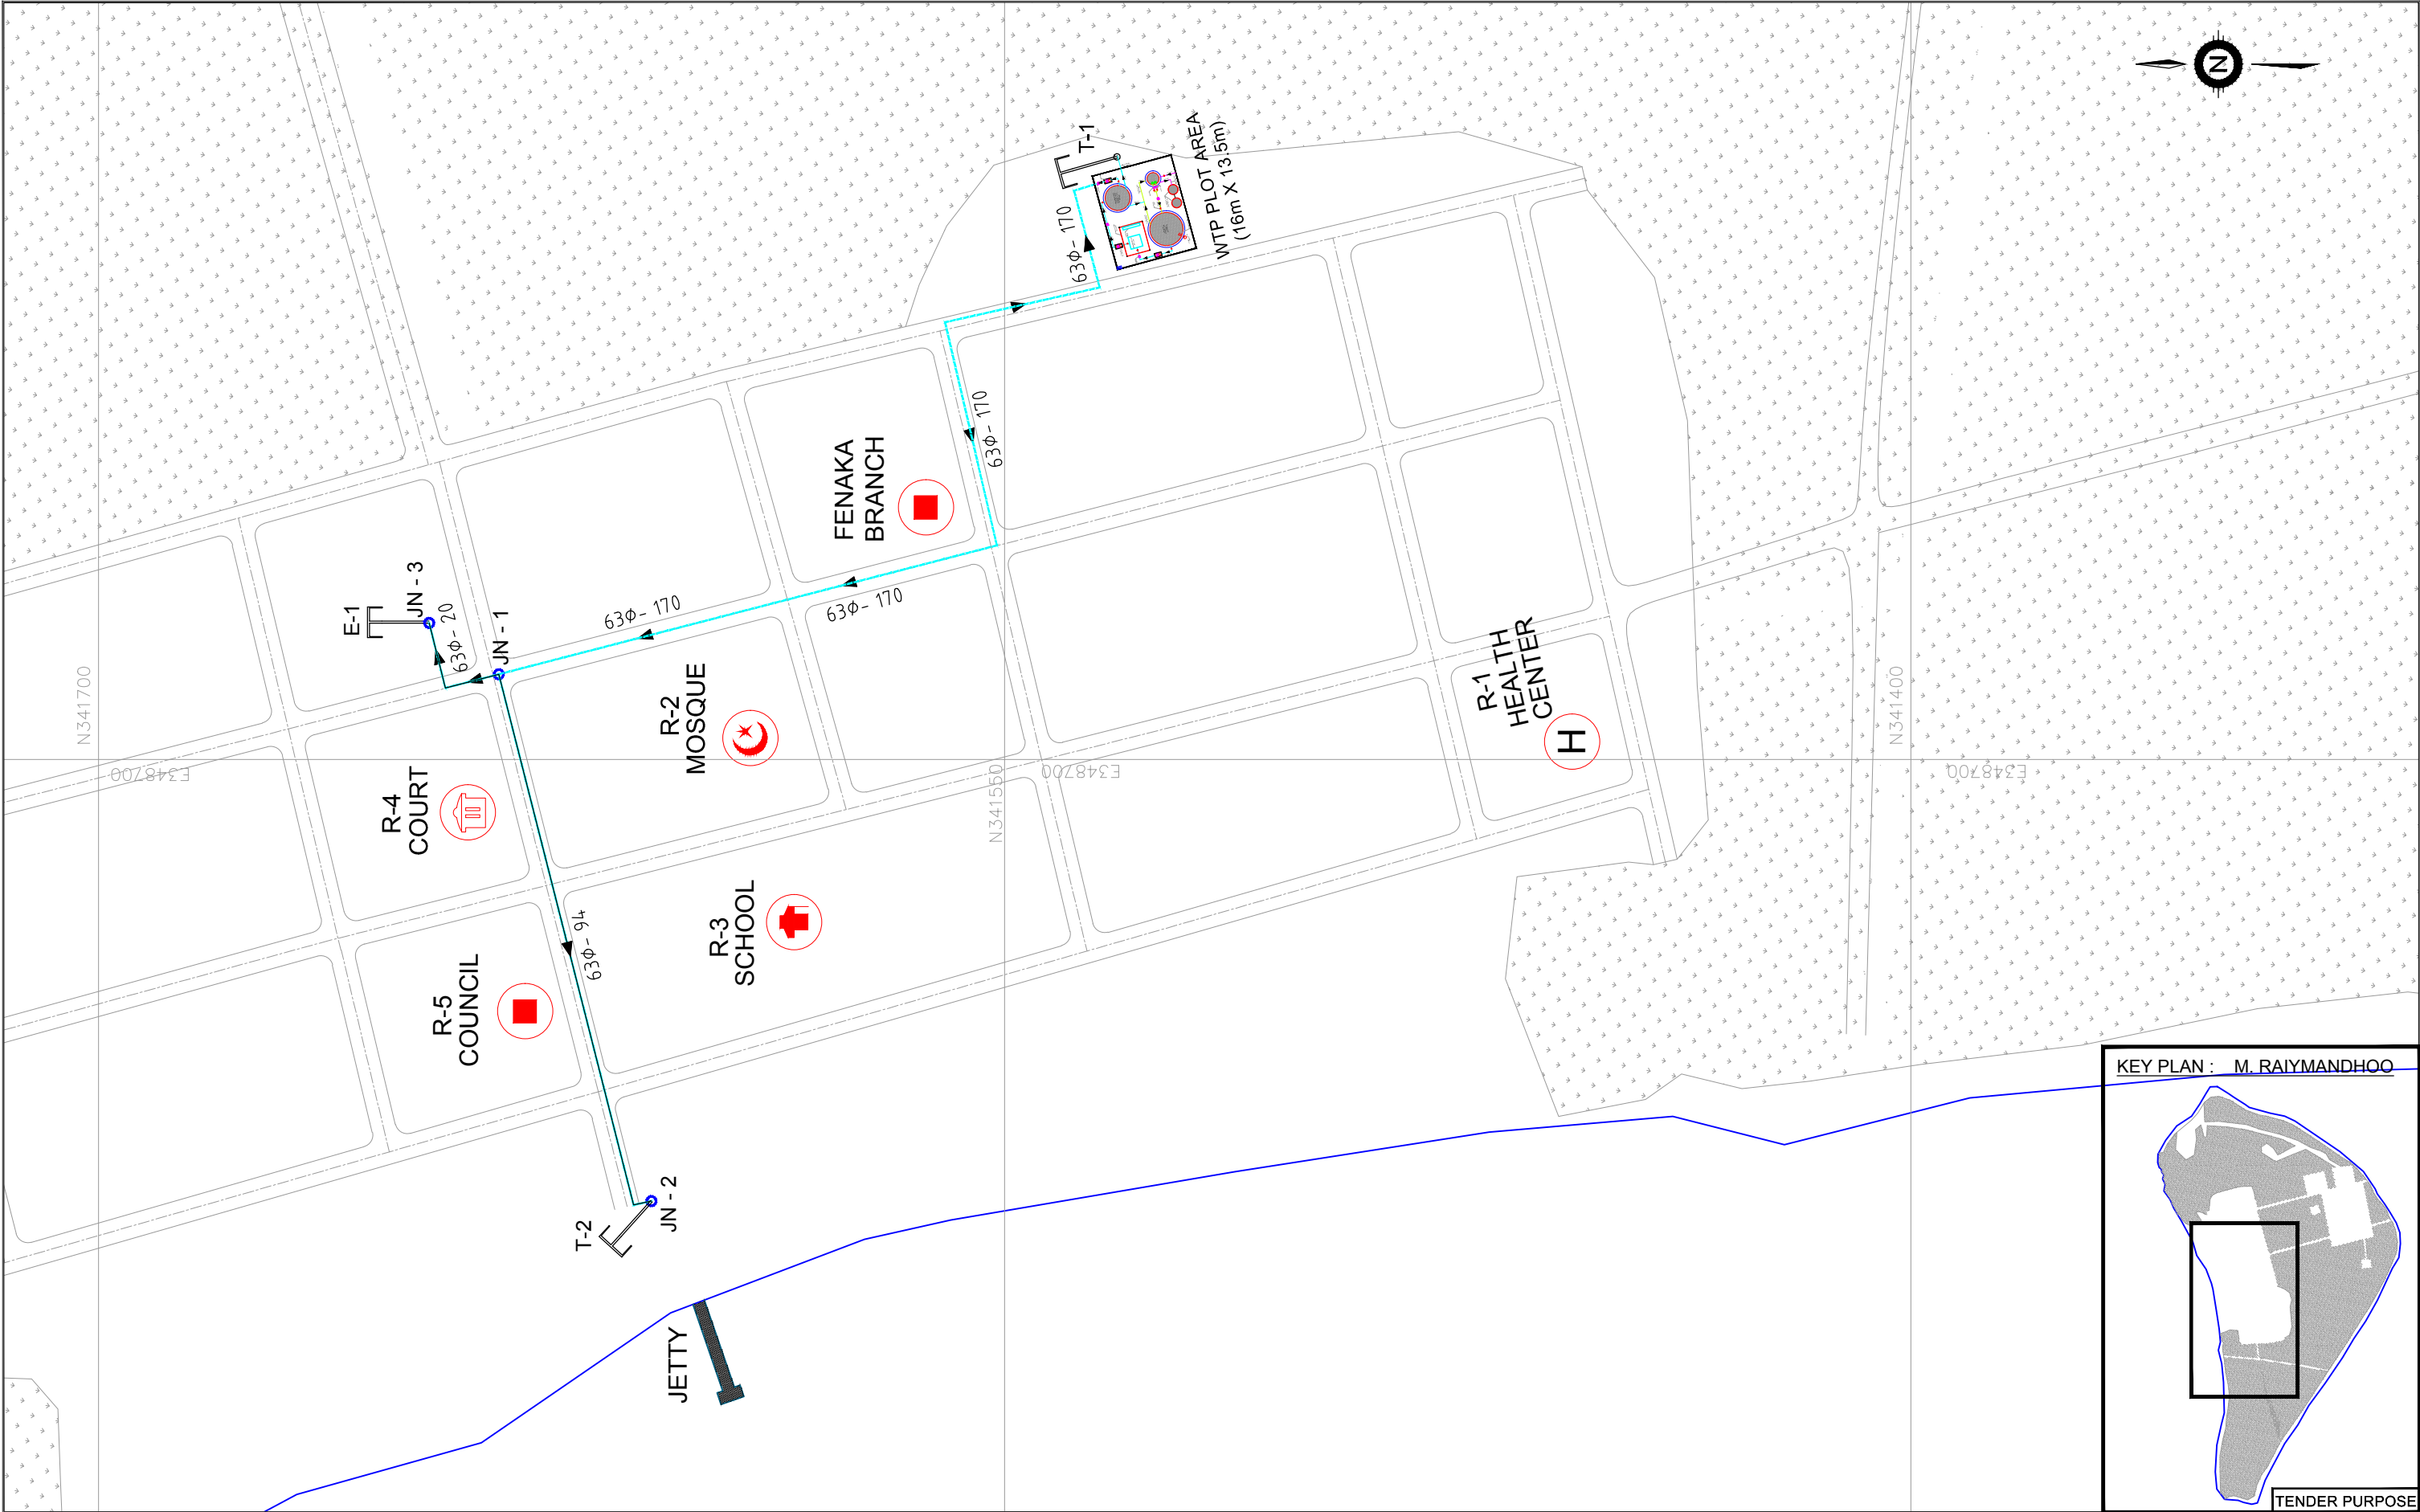 N
T-1
WTP PLOT AREA
(16m X 13.5m)
63Φ- 170
63Φ- 170
FENAKA
BRANCH
63Φ- 170
63Φ- 170
E-1
JN - 3
63Φ- 20
JN - 1
N341700
E348700
R-2
MOSQUE
R-4
COURT
R-1
HEALTH
CENTER
H
N341550
E348700
N341400
E348700
R-3
SCHOOL
63Φ- 94
R-5
COUNCIL
T-2
JN - 2
JETTY
KEY PLAN : M. RAIYMANDHOO
TENDER PURPOSE